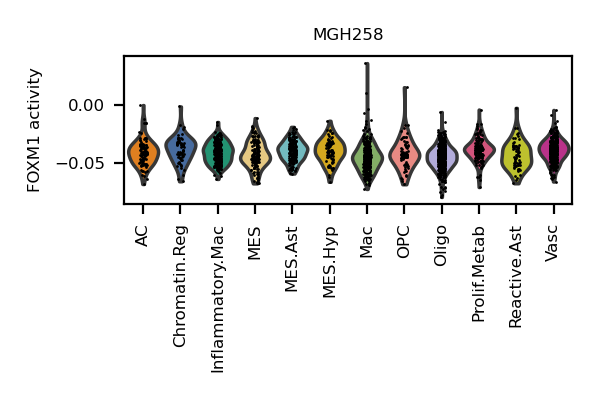 MGH258
FOXM1 activity
0.00
−0.05
AC
Chromatin.Reg
Inflammatory.Mac
MES
MES.Ast
MES.Hyp
Mac
OPC
Oligo
Prolif.Metab
Reactive.Ast
Vasc